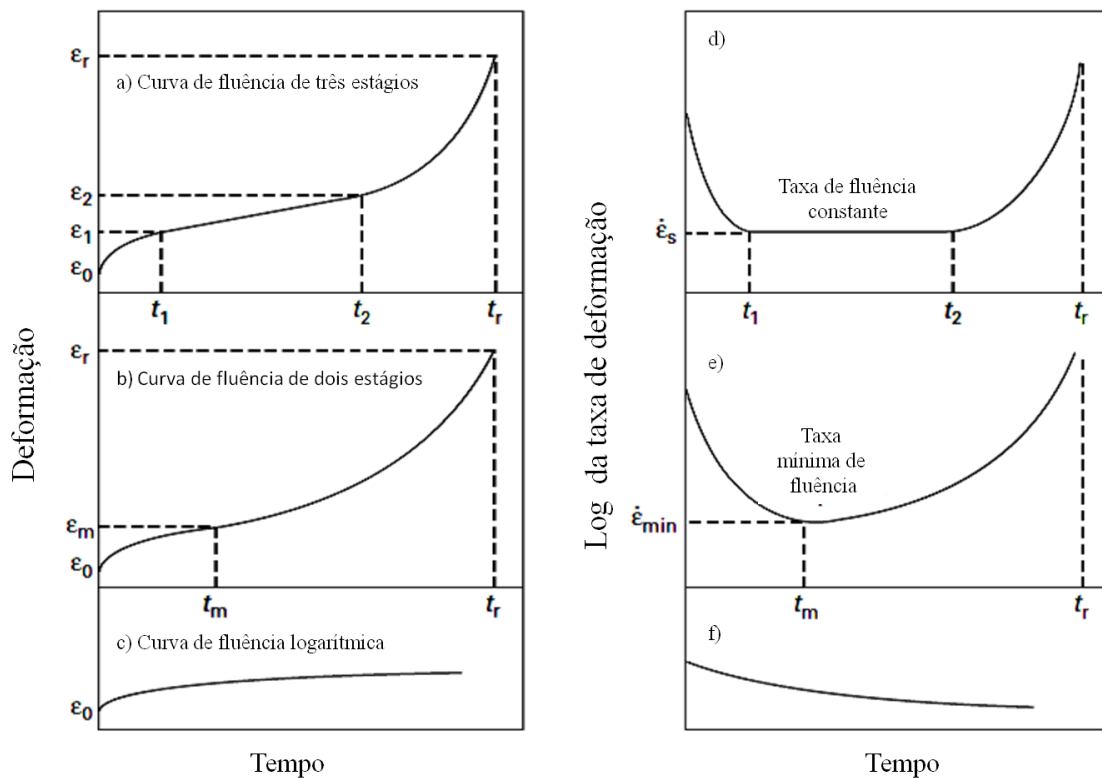 Deformação
εr
a) Curva de fluência de três estágios
ε2
ε1
ε0
t1
t2
tr
εr
b) Curva de fluência de dois estágios
εm
ε0
tm
tr
c) Curva de fluência logarítmica
ε0
Tempo
Log da taxa de deformação
d)
Taxa de fluência
constante
ε̇s
t1
t2
tr
e)
Taxa
mínima de
fluência
ε̇min
tm
tr
f)
Tempo